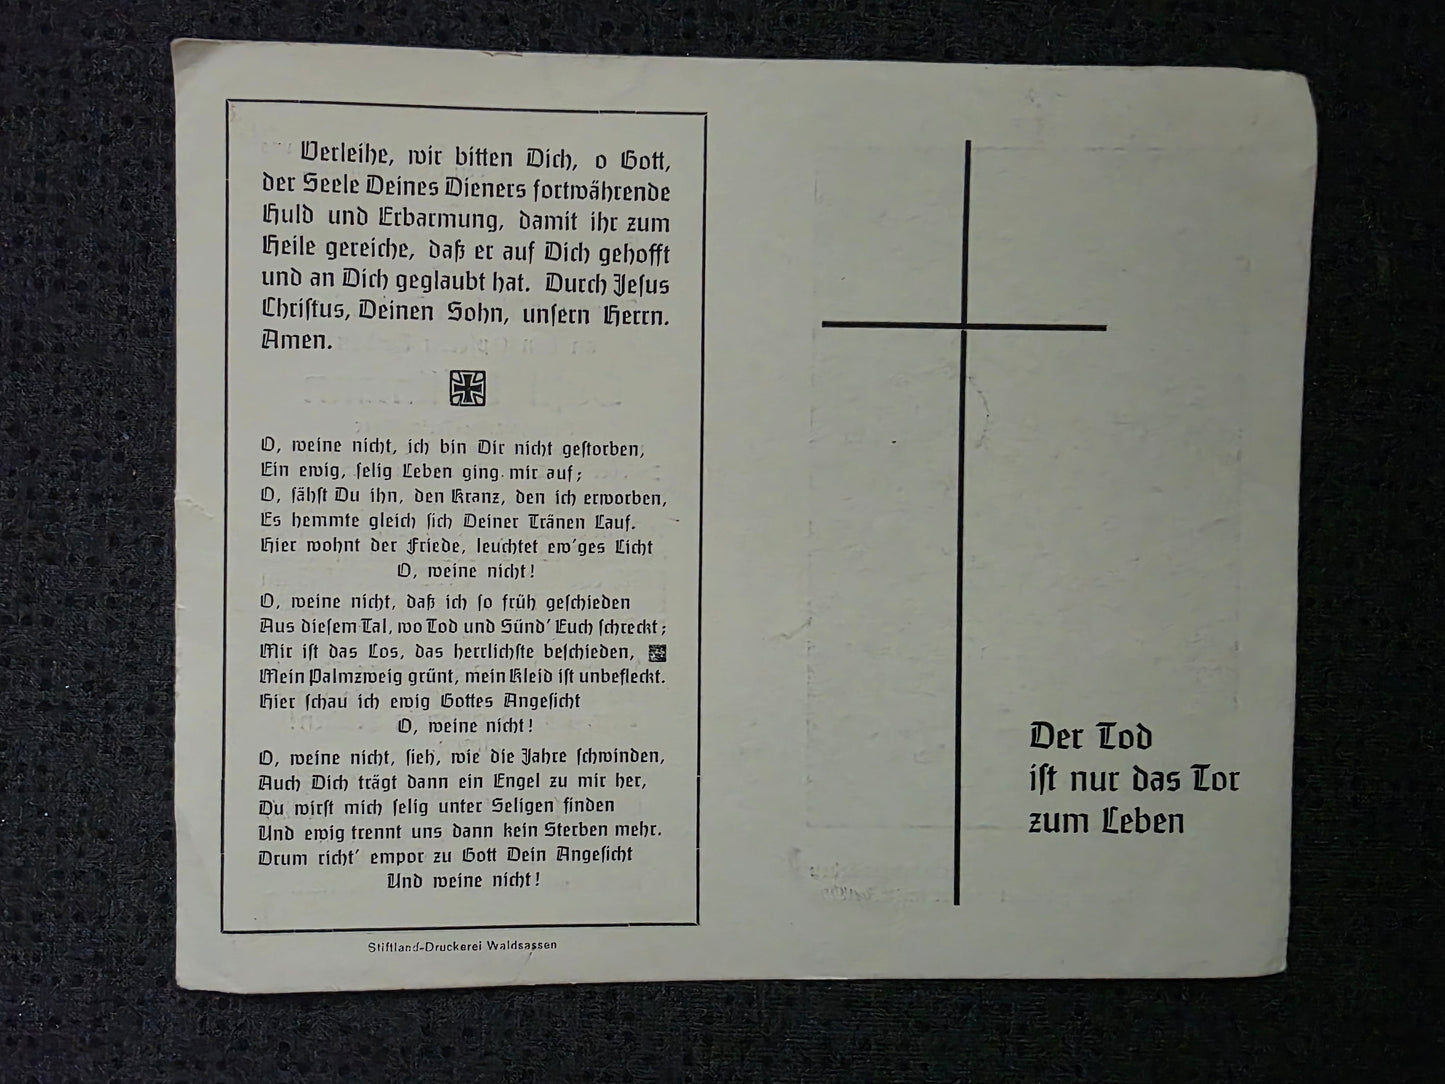 Verleihe, wir bitten Dich, o Gott,
der Seele Deines Dieners fortwährende
Huld und Erbarmung, damit ihr zum
Heile gereiche, daß er auf Dich gehofft
und an Dich geglaubt hat. Durch Jesus
Christus, Deinen Sohn, unsern Herrn.
Amen.
O, weine nicht, ich bin Dir nicht gestorben,
Ein ewig, selig Leben ging mir auf;
O, sähst Du ihn, den Kranz, den ich erworben,
Es hemmte gleich sich Deiner Tränen Lauf.
Hier wohnt der Friede, leuchtet ew'ges Licht
O, weine nicht!
O, weine nicht, daß ich so früh geschieden
Aus diesem Tal, wo Tod und Sünd' Euch schreckt;
Mir ist das Los, das herrlichste beschieden,
Mein Palmzweig grünt, mein Kleid ist unbefleckt.
Hier schau ich ewig Gottes Angesicht
O, weine nicht!
O, weine nicht, sieh, wie die Jahre schwinden,
Auch Dich trägt dann ein Engel zu mir her,
Du wirst mich selig unter Seligen finden
Und ewig trennt uns dann kein Sterben mehr.
Drum richt' empor zu Gott Dein Angesicht
Und weine nicht!
Stiftland-Druckerei Waldsassen
Der Tod
ist nur das Tor
zum Leben